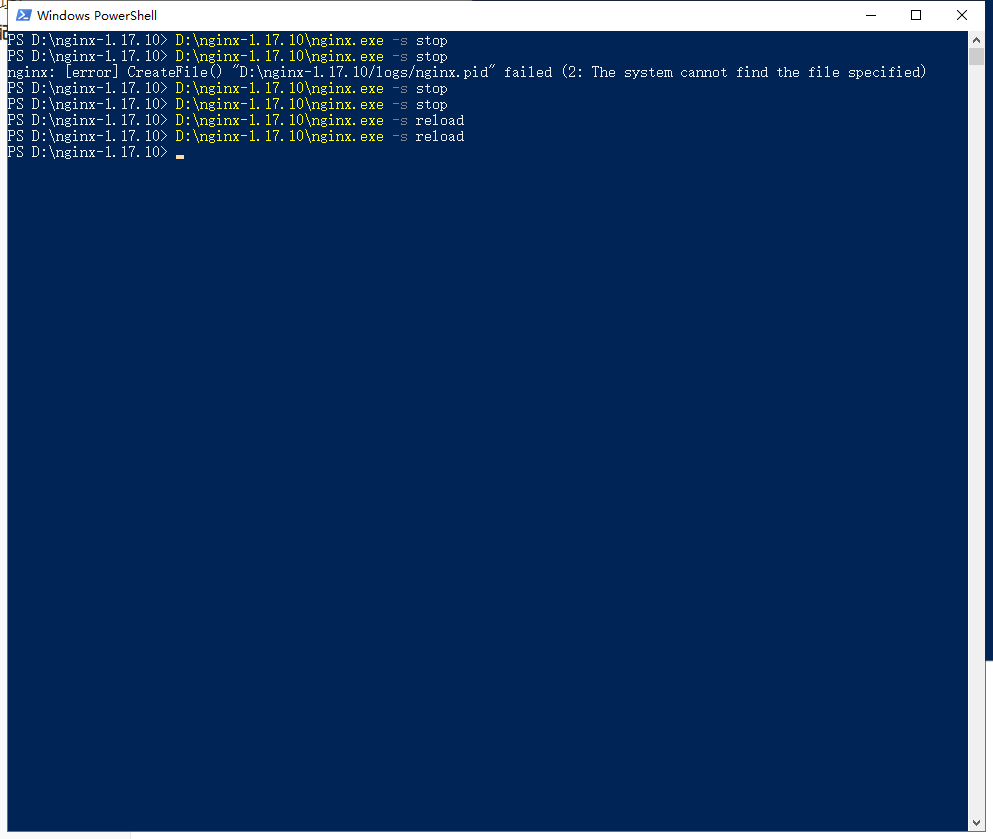 Windows PowerShell
PS D:\nginx-1.17.10> D:\nginx-1.17.10\nginx.exe -s stop
PS D:\nginx-1.17.10> D:\nginx-1.17.10\nginx.exe -s stop
nginx: [error] CreateFile() "D:\nginx-1.17.10/logs/nginx.pid" failed (2: The system cannot find the file specified)
PS D:\nginx-1.17.10> D:\nginx-1.17.10\nginx.exe -s stop
PS D:\nginx-1.17.10> D:\nginx-1.17.10\nginx.exe -s stop
PS D:\nginx-1.17.10> D:\nginx-1.17.10\nginx.exe -s reload
PS D:\nginx-1.17.10> D:\nginx-1.17.10\nginx.exe -s reload
PS D:\nginx-1.17.10>